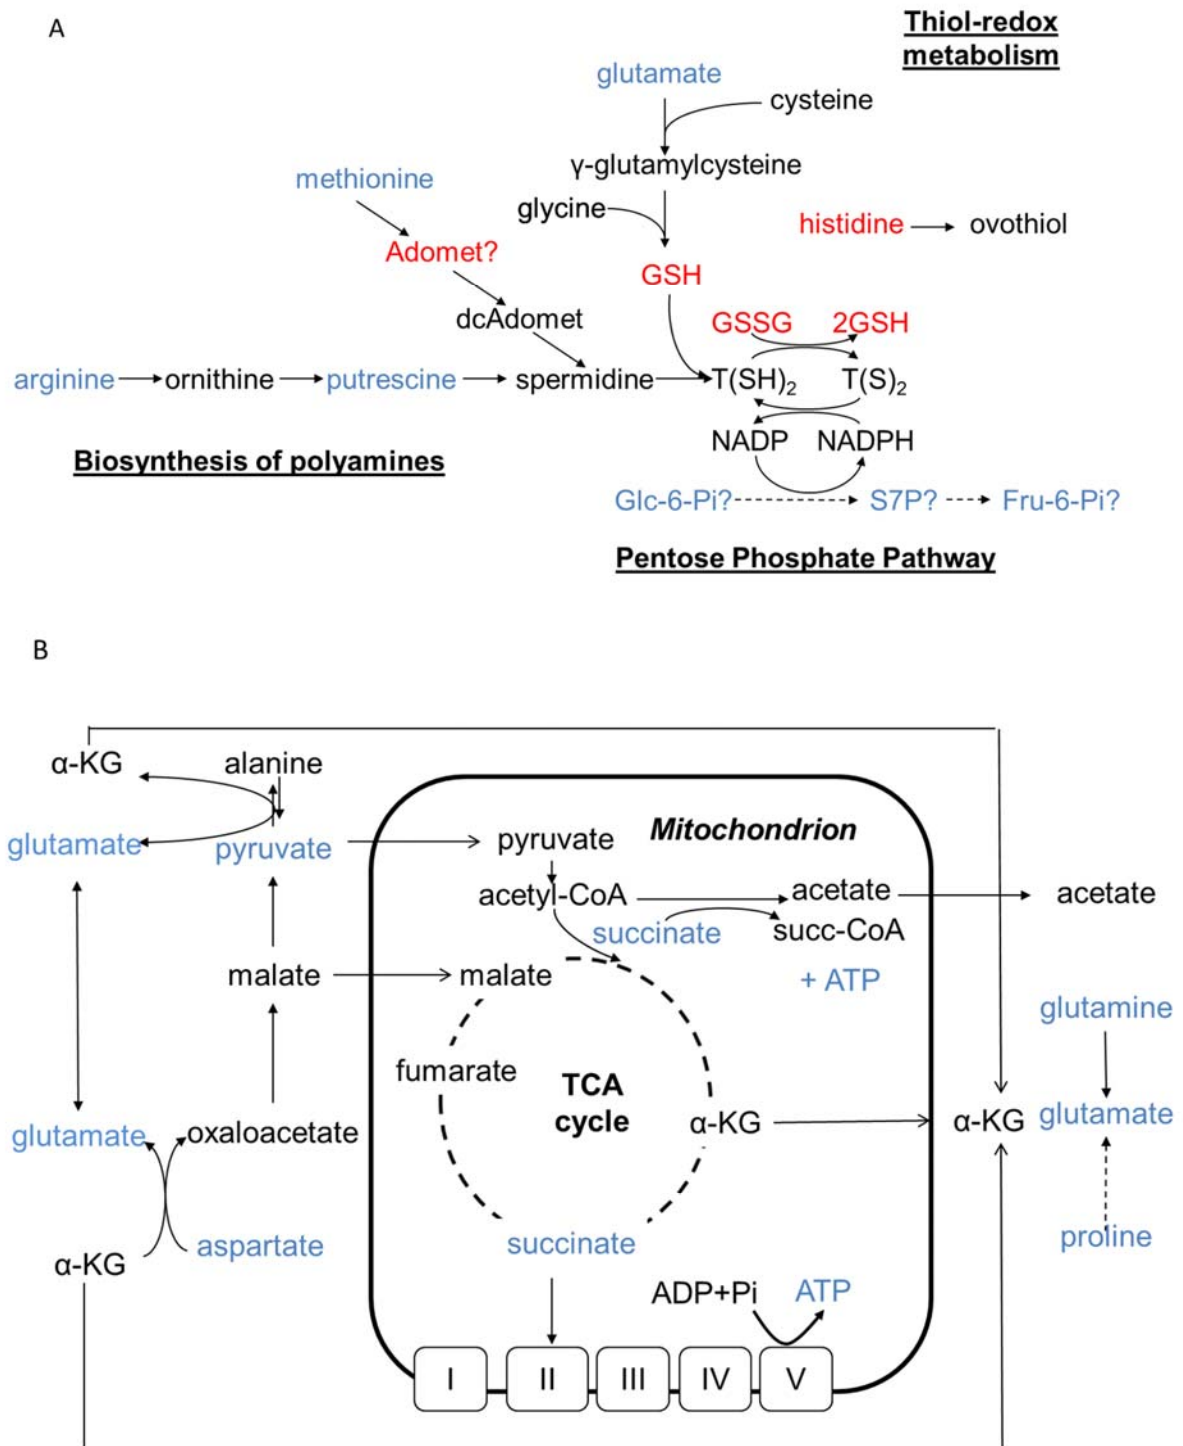 A
Thiol-redox
metabolism
glutamate
cysteine
γ-glutamylcysteine
methionine
glycine
histidine
ovothiol
Adomet?
GSH
dcAdomet
GSSG
2GSH
arginine
ornithine
putrescine
spermidine
T(SH)2
T(S)2
Biosynthesis of polyamines
NADP
NADPH
Glc-6-Pi?
S7P?
Fru-6-Pi?
Pentose Phosphate Pathway
B
α-KG
alanine
Mitochondrion
glutamate
pyruvate
pyruvate
acetyl-CoA
acetate
acetate
succinate
succ-CoA
malate
malate
+ ATP
glutamine
fumarate
TCA
cycle
α-KG
α-KG
glutamate
glutamate
oxaloacetate
aspartate
succinate
proline
α-KG
ADP+Pi
ATP
I
II
III
IV
V